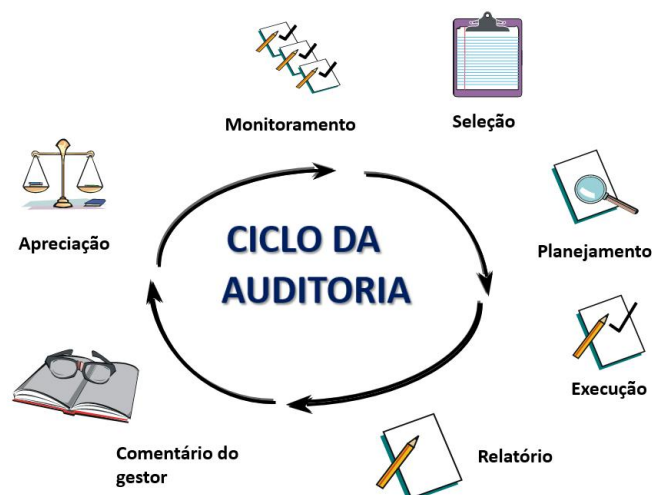 Monitoramento
Seleção
Apreciação
CICLO DA
AUDITORIA
Planejamento
Execução
Comentário do
gestor
Relatório